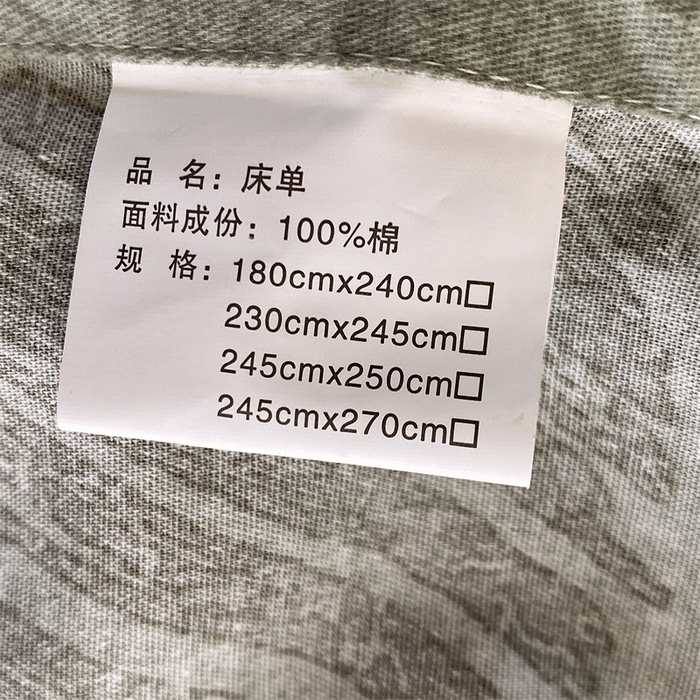 品 名：床单
面料成份：100%棉
规 格：180cmx240cm□
230cmx245cm□
245cmx250cm□
245cmx270cm□